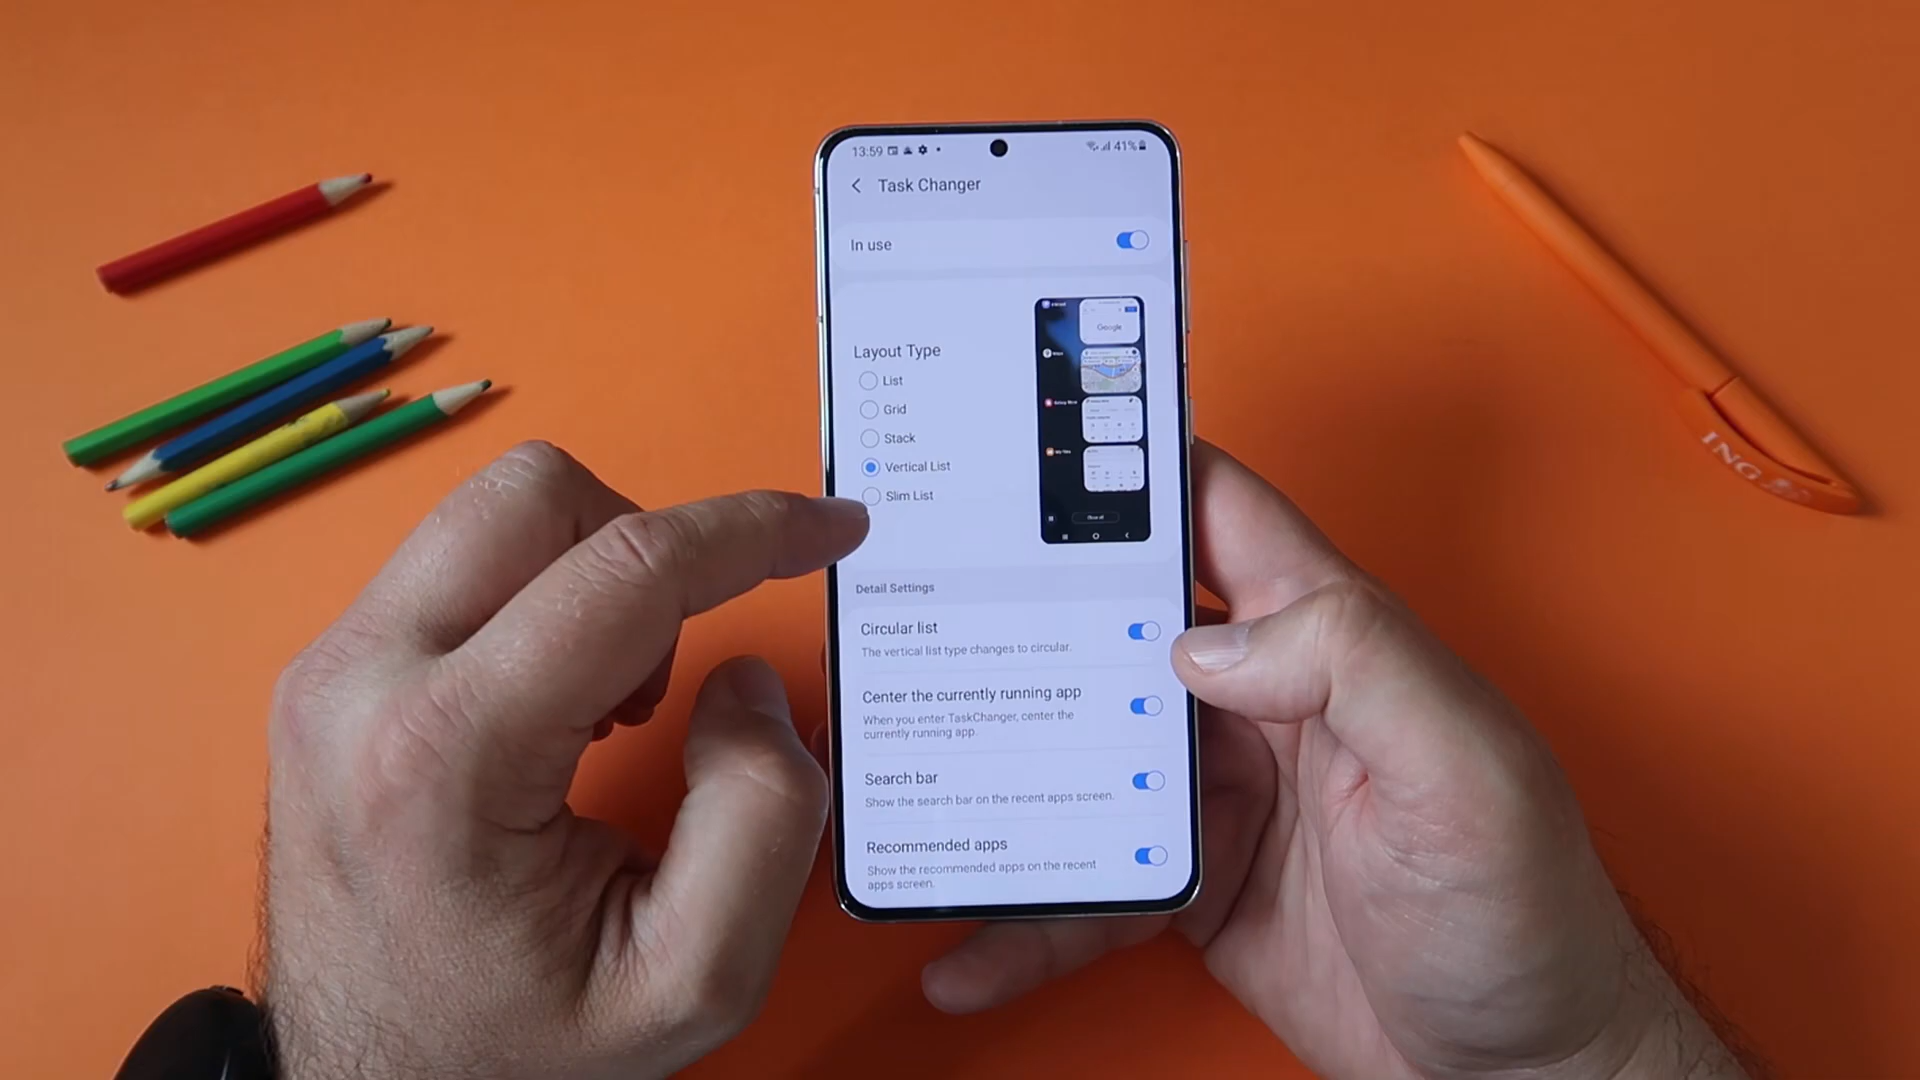 13:59
41%
Task Changer
In use
Layout Type
List
Grid
Stack
Vertical List
Slim List
Google
Detail Settings
Circular list
The vertical list type changes to circular.
Center the currently running app
When you enter TaskChanger, center the
currently running app.
Search bar
Show the search bar on the recent apps screen.
Recommended apps
Show the recommended apps on the recent
apps screen.
ING